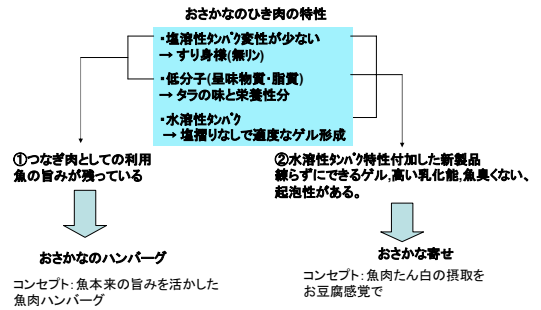 おさかなのひき肉の特性
・塩溶性タンパク変性が少ない
→ すり身様(無リン)
・低分子(呈味物質・脂質)
→ タラの味と栄養性分
・水溶性タンパク
→ 塩摺りなしで適度なゲル形成
①つなぎ肉としての利用
魚の旨みが残っている
②水溶性タンパク特性付加した新製品
練らずにできるゲル,高い乳化能,魚臭くない、
起泡性がある。
おさかなのハンバーグ
コンセプト:魚本来の旨みを活かした
魚肉ハンバーグ
おさかな寄せ
コンセプト:魚肉たん白の摂取を
お豆腐感覚で